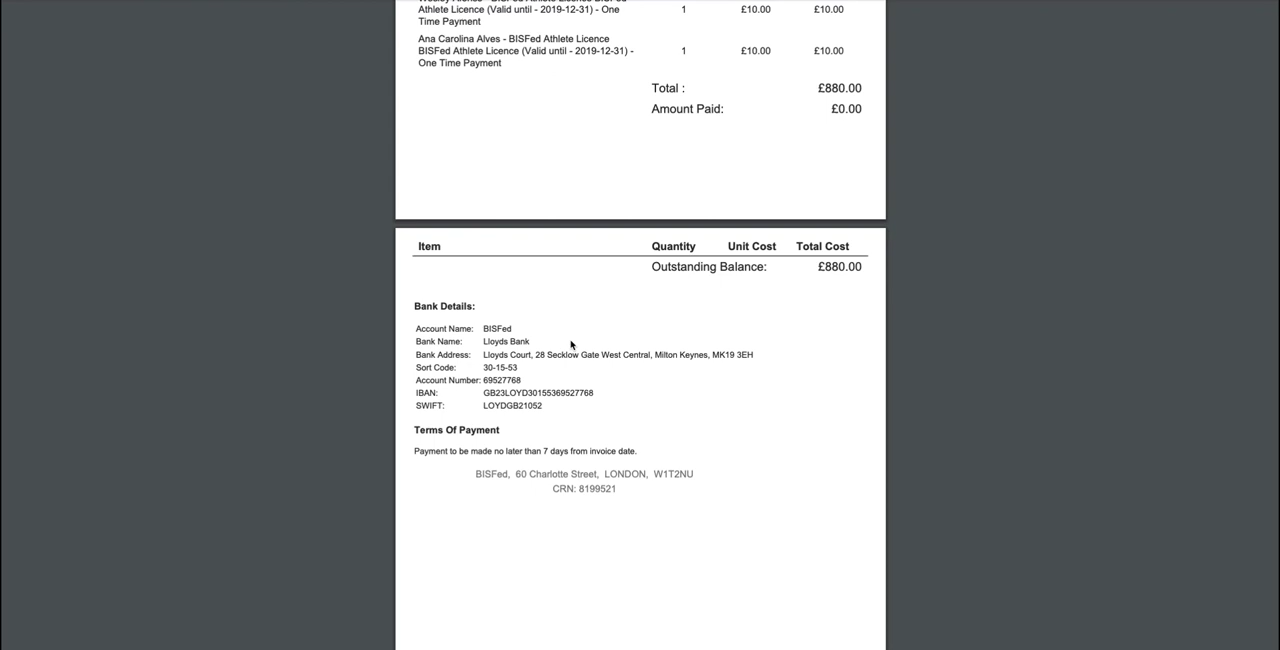 Athlete Licence (Valid until - 2019-12-31) - One 1 £10.00 £10.00
Time Payment
Ana Carolina Alves - BISFed Athlete Licence
BISFed Athlete Licence (Valid until - 2019-12-31) - 1 £10.00 £10.00
One Time Payment
Total : £880.00
Amount Paid: £0.00
Item Quantity Unit Cost Total Cost
Outstanding Balance: £880.00
Bank Details:
Account Name: BISFed
Bank Name: Lloyds Bank
Bank Address: Lloyds Court, 28 Secklow Gate West Central, Milton Keynes, MK19 3EH
Sort Code: 30-15-53
Account Number: 69527768
IBAN: GB23LOYD30155369527768
SWIFT: LOYDGB21052
Terms Of Payment
Payment to be made no later than 7 days from invoice date.
BISFed, 60 Charlotte Street, LONDON, W1T2NU
CRN: 8199521